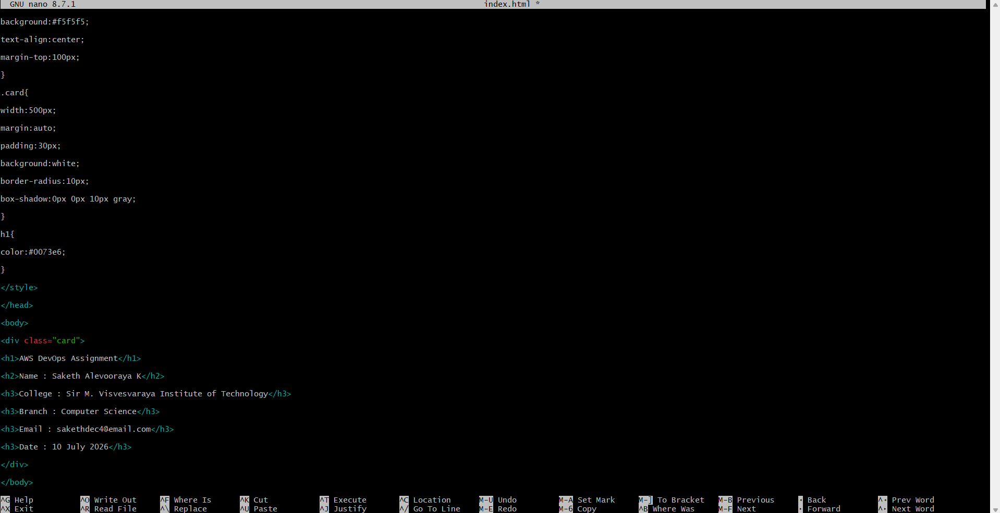 GNU nano 8.7.1 index.html *
background:#f5f5f5;
text-align:center;
margin-top:100px;
}
.card{
width:500px;
margin:auto;
padding:30px;
background:white;
border-radius:10px;
box-shadow:0px 0px 10px gray;
}
h1{
color:#0073e6;
}
</style>
</head>
<body>
<div class="card">
<h1>AWS DevOps Assignment</h1>
<h2>Name : Saketh Alevooraya K</h2>
<h3>College : Sir M. Visvesvaraya Institute of Technology</h3>
<h3>Branch : Computer Science</h3>
<h3>Email : sakethdec4@email.com</h3>
<h3>Date : 10 July 2026</h3>
</div>
</body>
^G Help ^O Write Out ^F Where Is ^K Cut ^T Execute ^C Location M-U Undo M-A Set Mark M-] To Bracket M-B Previous ◂ Back ^◂ Prev Word
^X Exit ^R Read File ^\ Replace ^U Paste ^J Justify ^/ Go To Line M-E Redo M-6 Copy ^B Where Was M-F Next ▸ Forward ^▸ Next Word